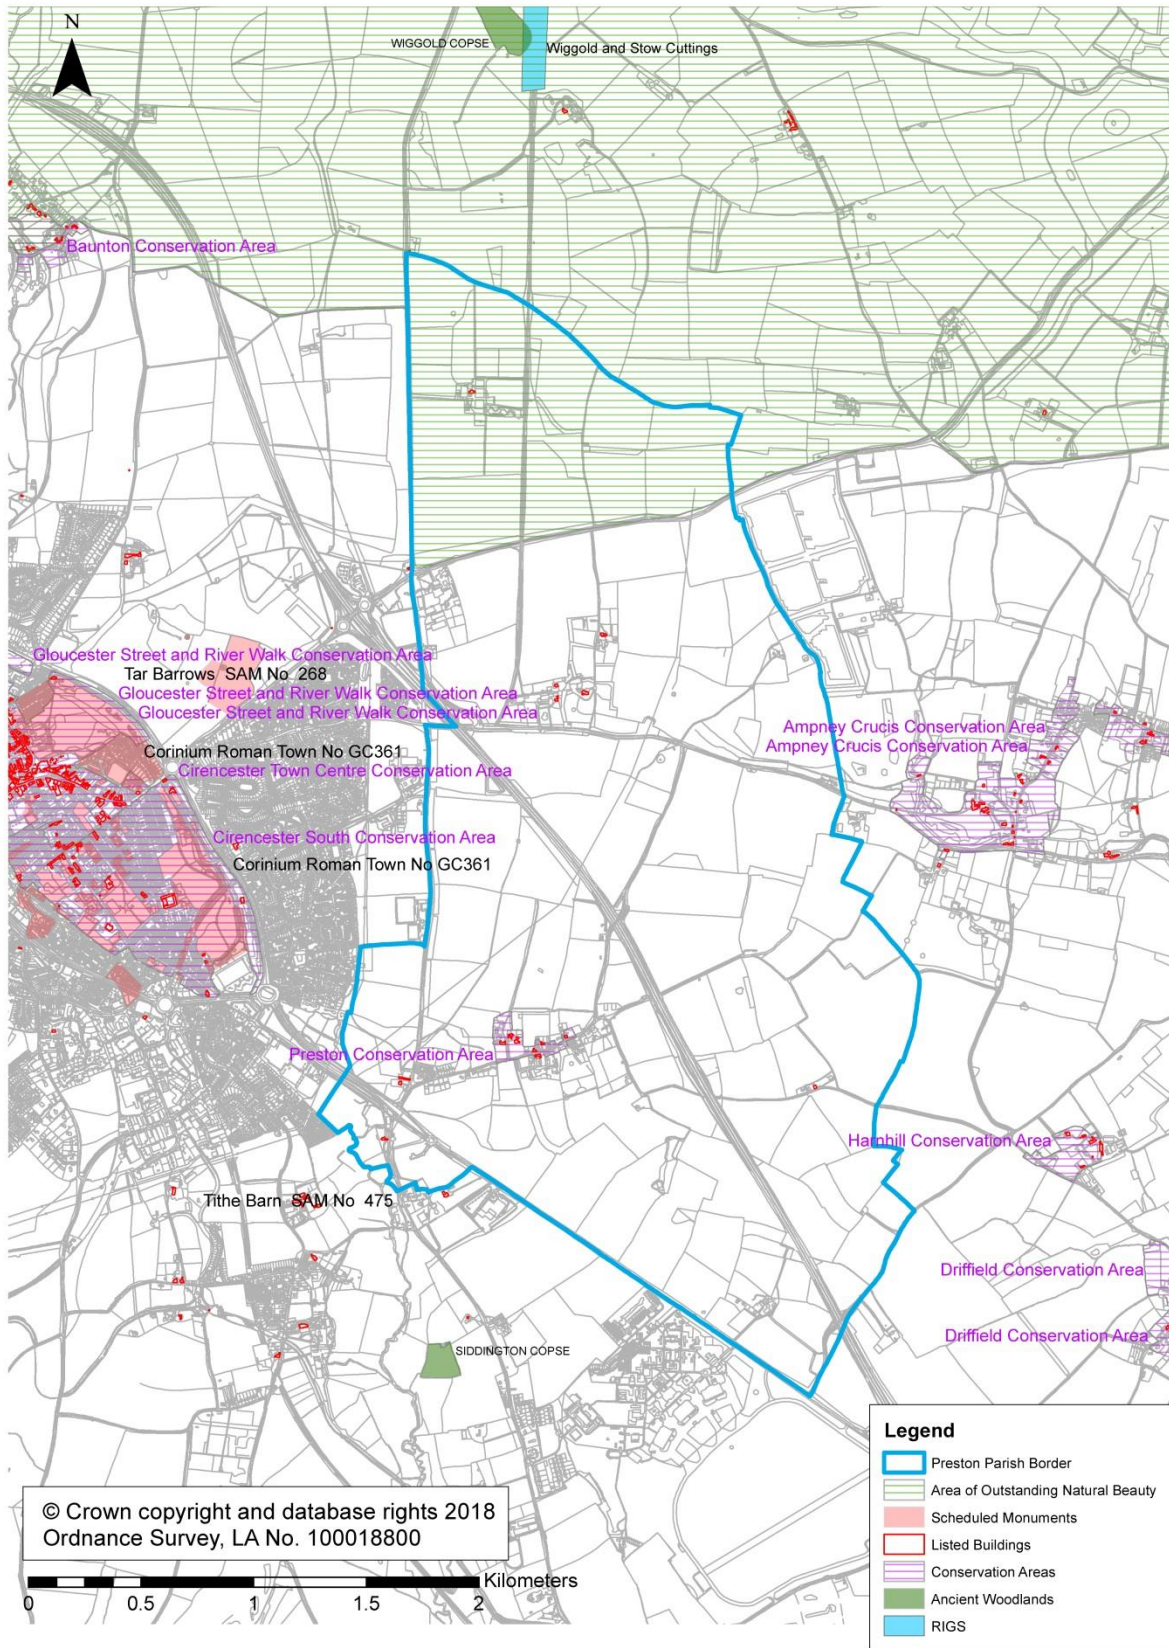 N
WIGGOLD COPSE
Wiggold and Stow Cuttings
Baunton Conservation Area
Gloucester Street and River Walk Conservation Area
Tar Barrows SAM No 268
Gloucester Street and River Walk Conservation Area
Gloucester Street and River Walk Conservation Area
Ampney Crucis Conservation Area
Ampney Crucis Conservation Area
Corinium Roman Town No GC361
Cirencester Town Centre Conservation Area
Cirencester South Conservation Area
Corinium Roman Town No GC361
Preston Conservation Area
Harnhill Conservation Area
Tithe Barn SAM No 475
Driffield Conservation Area
Driffield Conservation Area
SIDDINGTON COPSE
Legend
Preston Parish Border
Area of Outstanding Natural Beauty
Scheduled Monuments
Listed Buildings
Conservation Areas
Ancient Woodlands
RIGS
© Crown copyright and database rights 2018
Ordnance Survey, LA No. 100018800
Kilometers
0 0.5 1 1.5 2